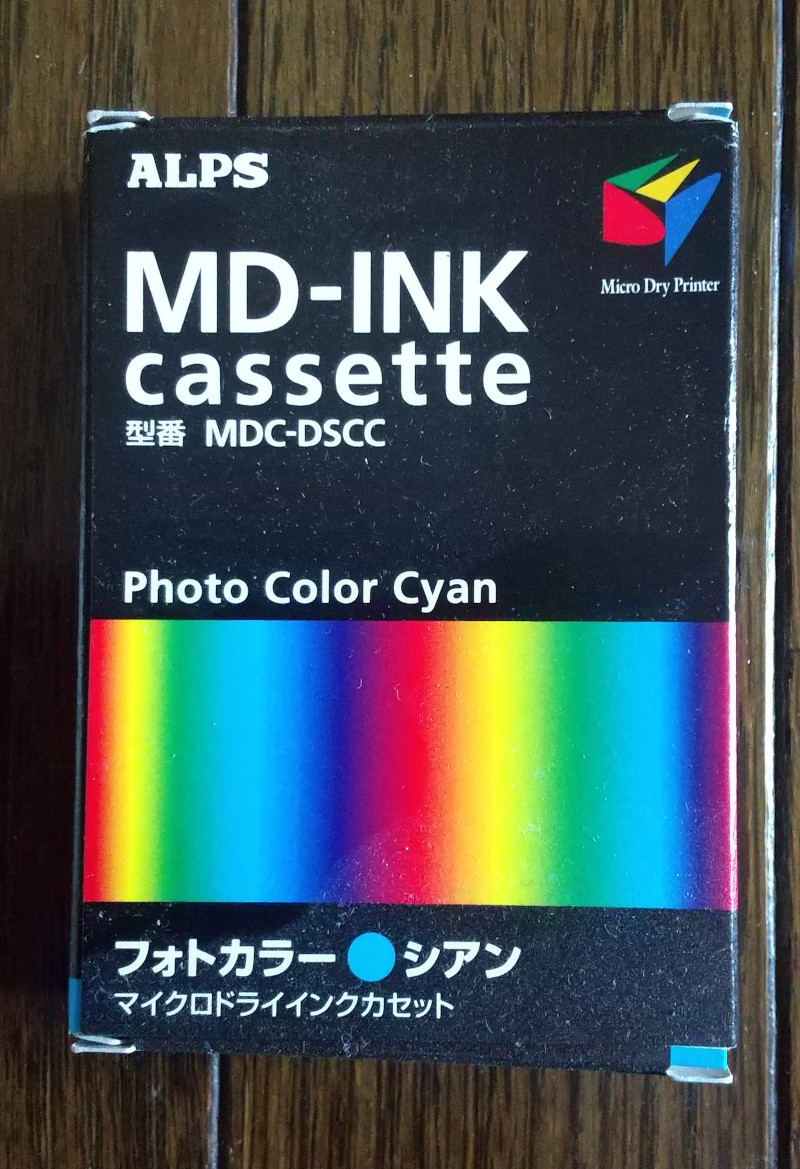 ALPS
Micro Dry Printer
MD-INK
cassette
型番 MDC-DSCC
Photo Color Cyan
フォトカラー●シアン
マイクロドライインクカセット